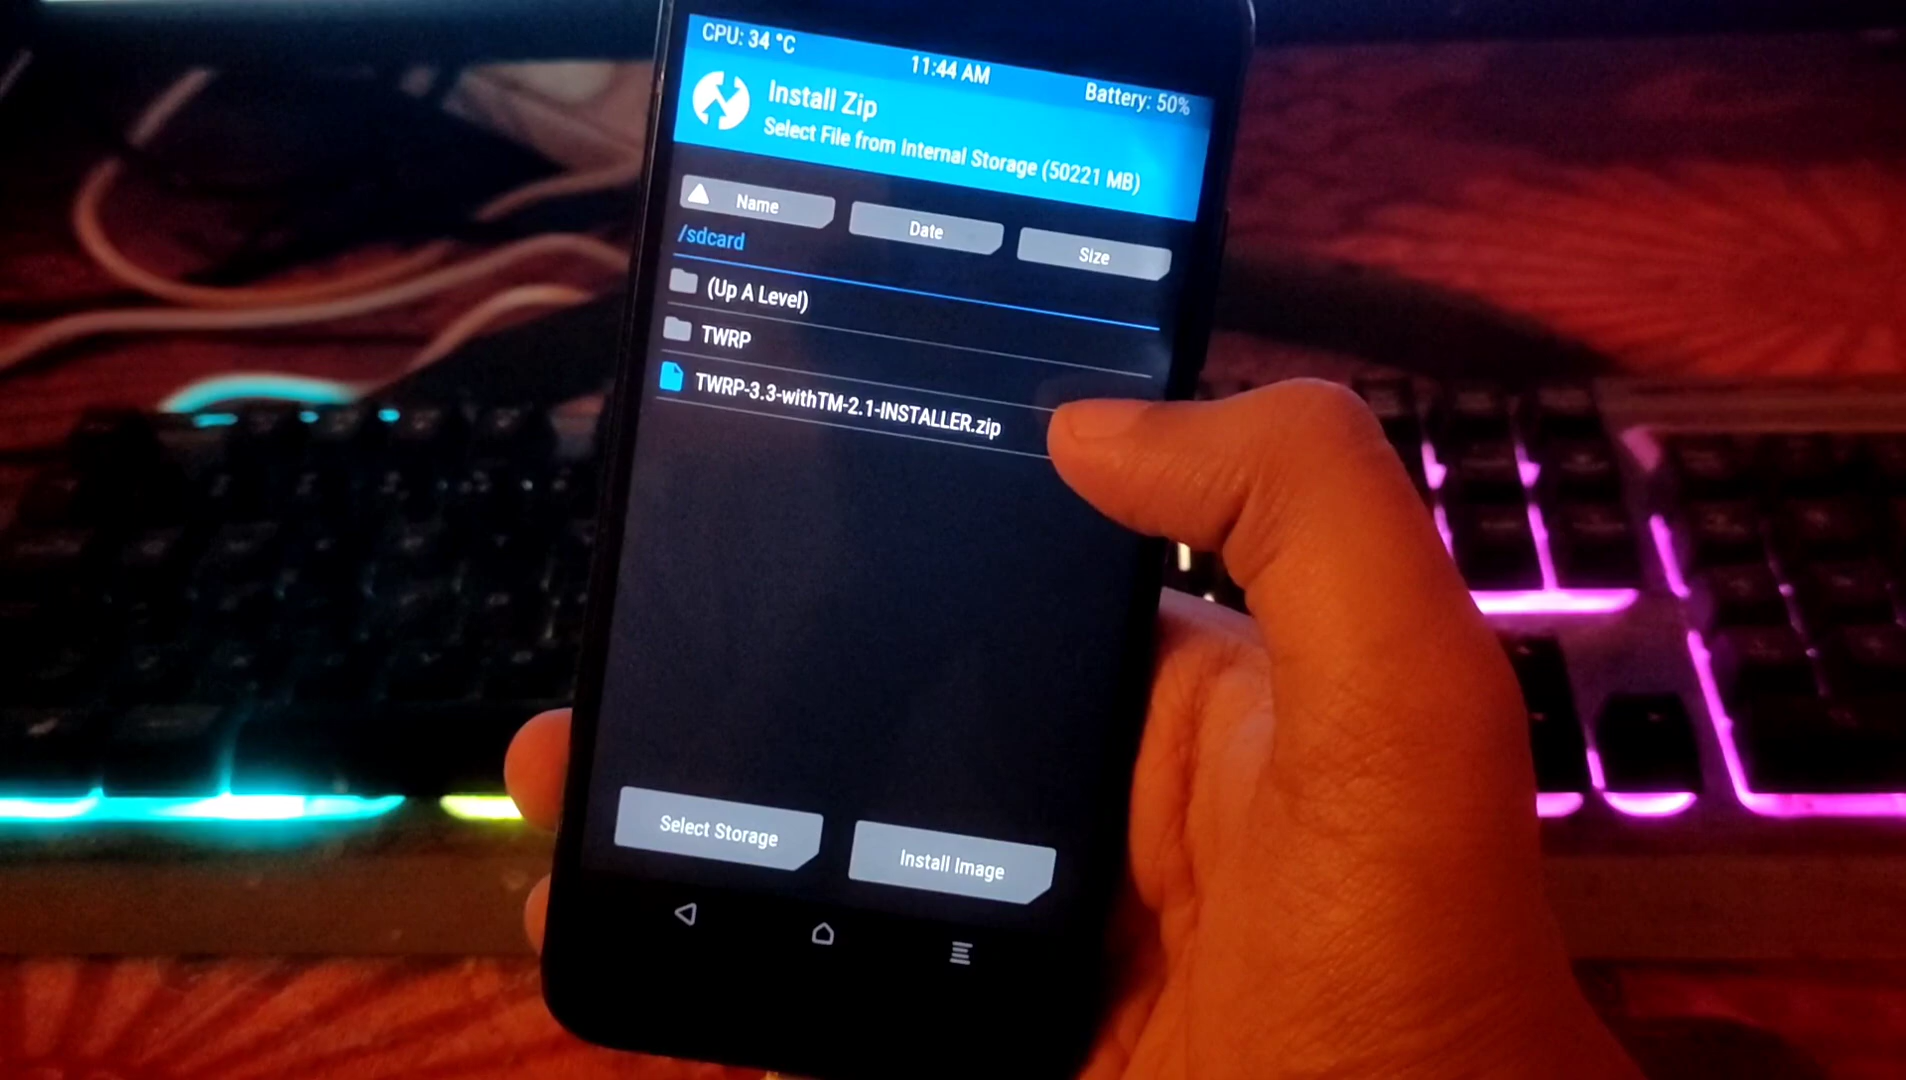 CPU: 34 °C
11:44 AM
Battery: 50%
Install Zip
Select File from Internal Storage (50221 MB)
Name
Date
Size
/sdcard
(Up A Level)
TWRP
TWRP-3.3-withTM-2.1-INSTALLER.zip
Select Storage
Install Image